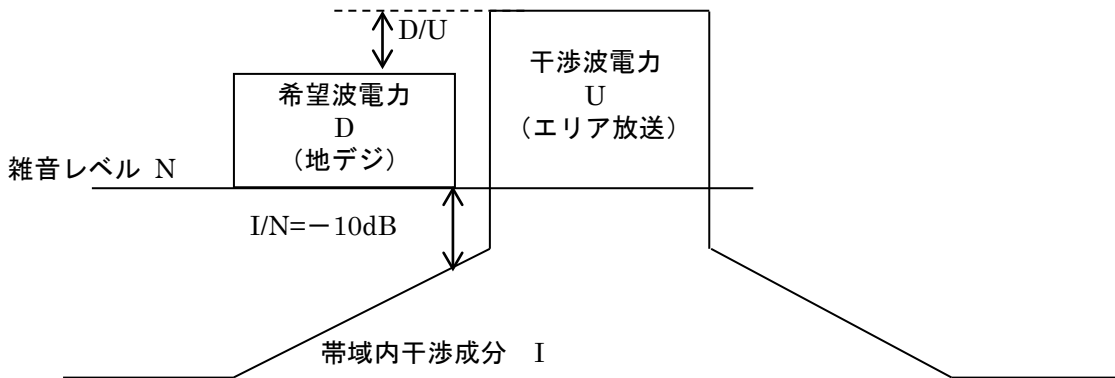 D/U
希望波電力
D
(地デジ)
干渉波電力
U
(エリア放送)
雑音レベル N
I/N=－10dB
帯域内干渉成分 I